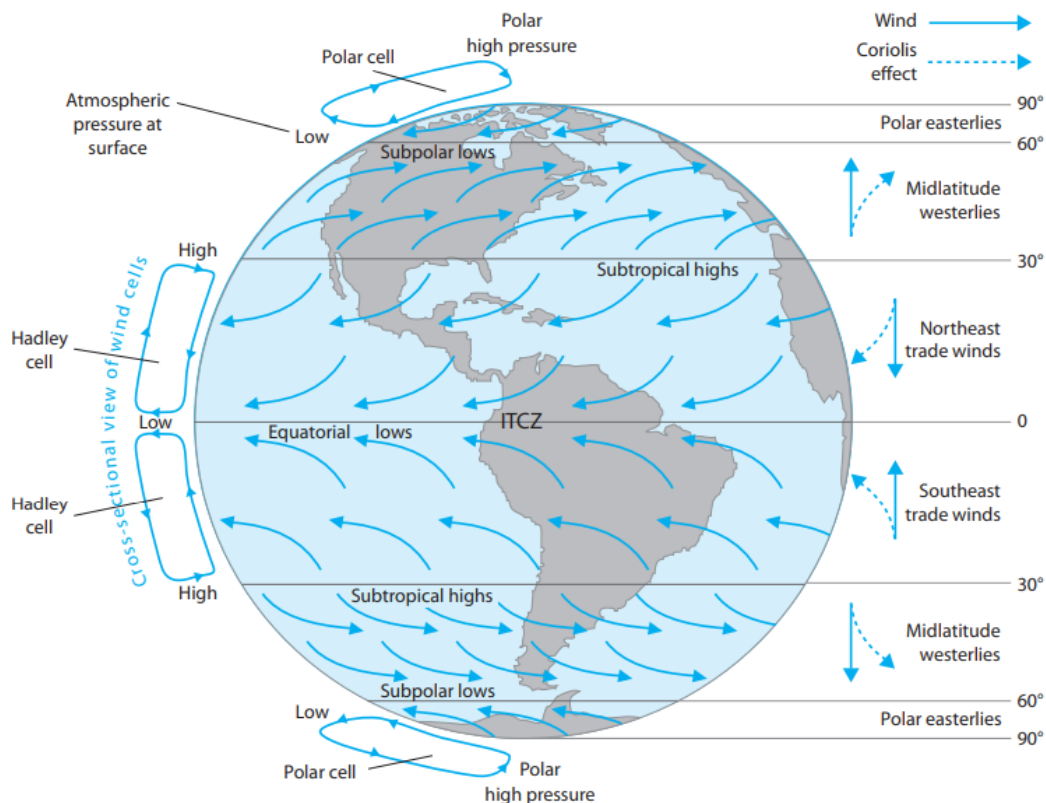 Polar
high pressure
Polar cell
Wind
Coriolis
effect
Atmospheric
pressure at
surface
Low
90°
Polar easterlies
60°
Subpolar lows
Midlatitude
westerlies
High
30°
Subtropical highs
Cross-sectional view of wind cells
Hadley
cell
Northeast
trade winds
Low
ITCZ
0
Equatorial lows
Hadley
cell
Southeast
trade winds
High
30°
Subtropical highs
Midlatitude
westerlies
Subpolar lows
60°
Low
Polar easterlies
90°
Polar cell
Polar
high pressure